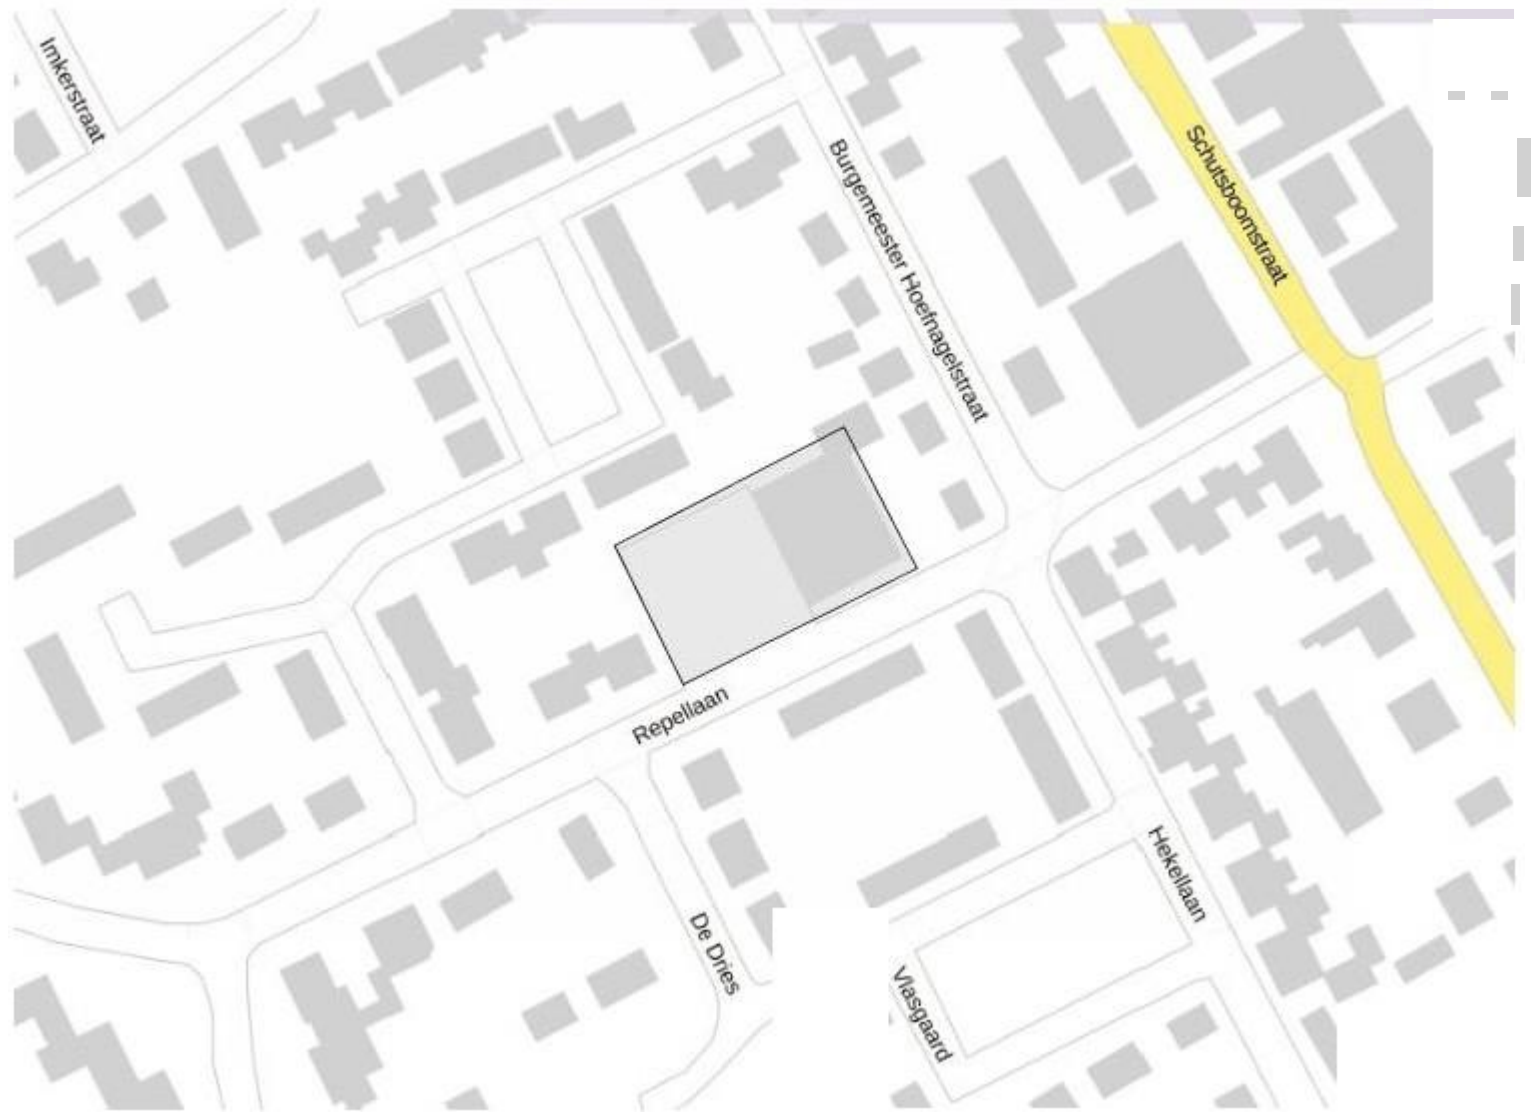 Imkerstraat
Burgemeester Hoefnagelstraat
Schutsboomstraat
Repellaan
Hekellaan
De Dries
Vlasgaard